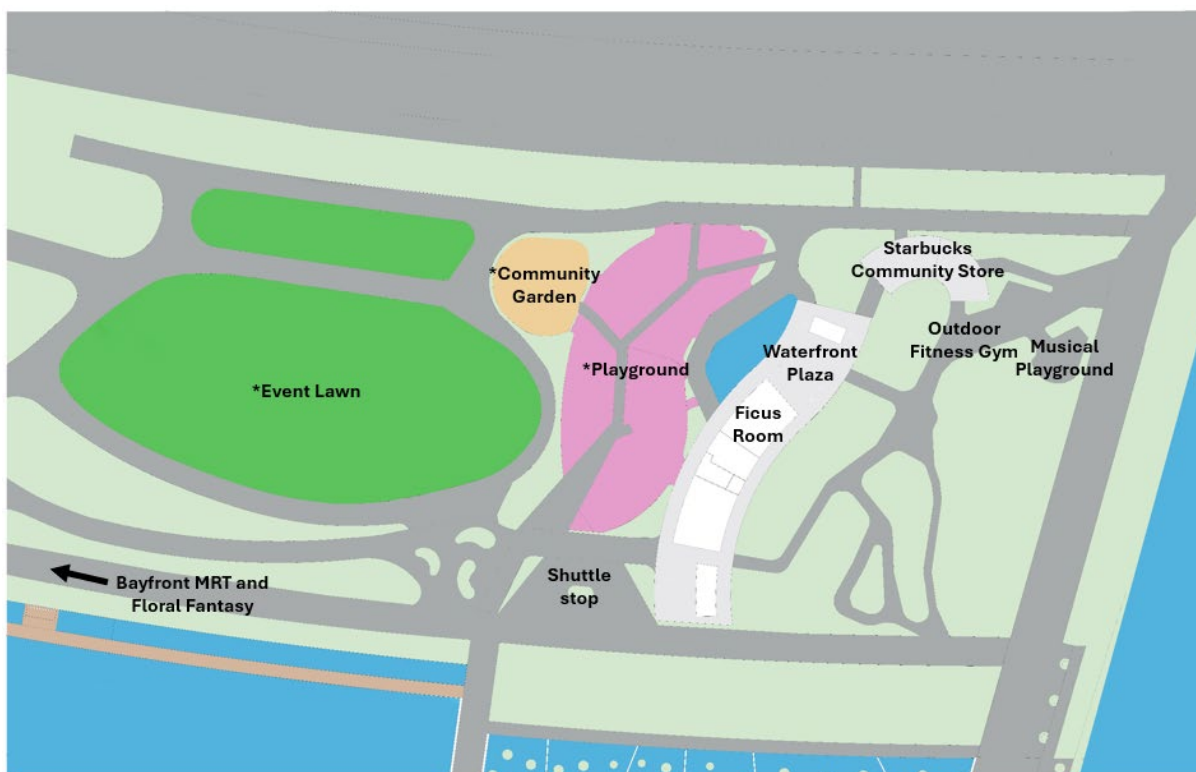 Starbucks
Community Store
*Community
Garden
Outdoor
Fitness Gym
Musical
Playground
Waterfront
Plaza
*Playground
*Event Lawn
Ficus
Room
Shuttle
stop
Bayfront MRT and
Floral Fantasy